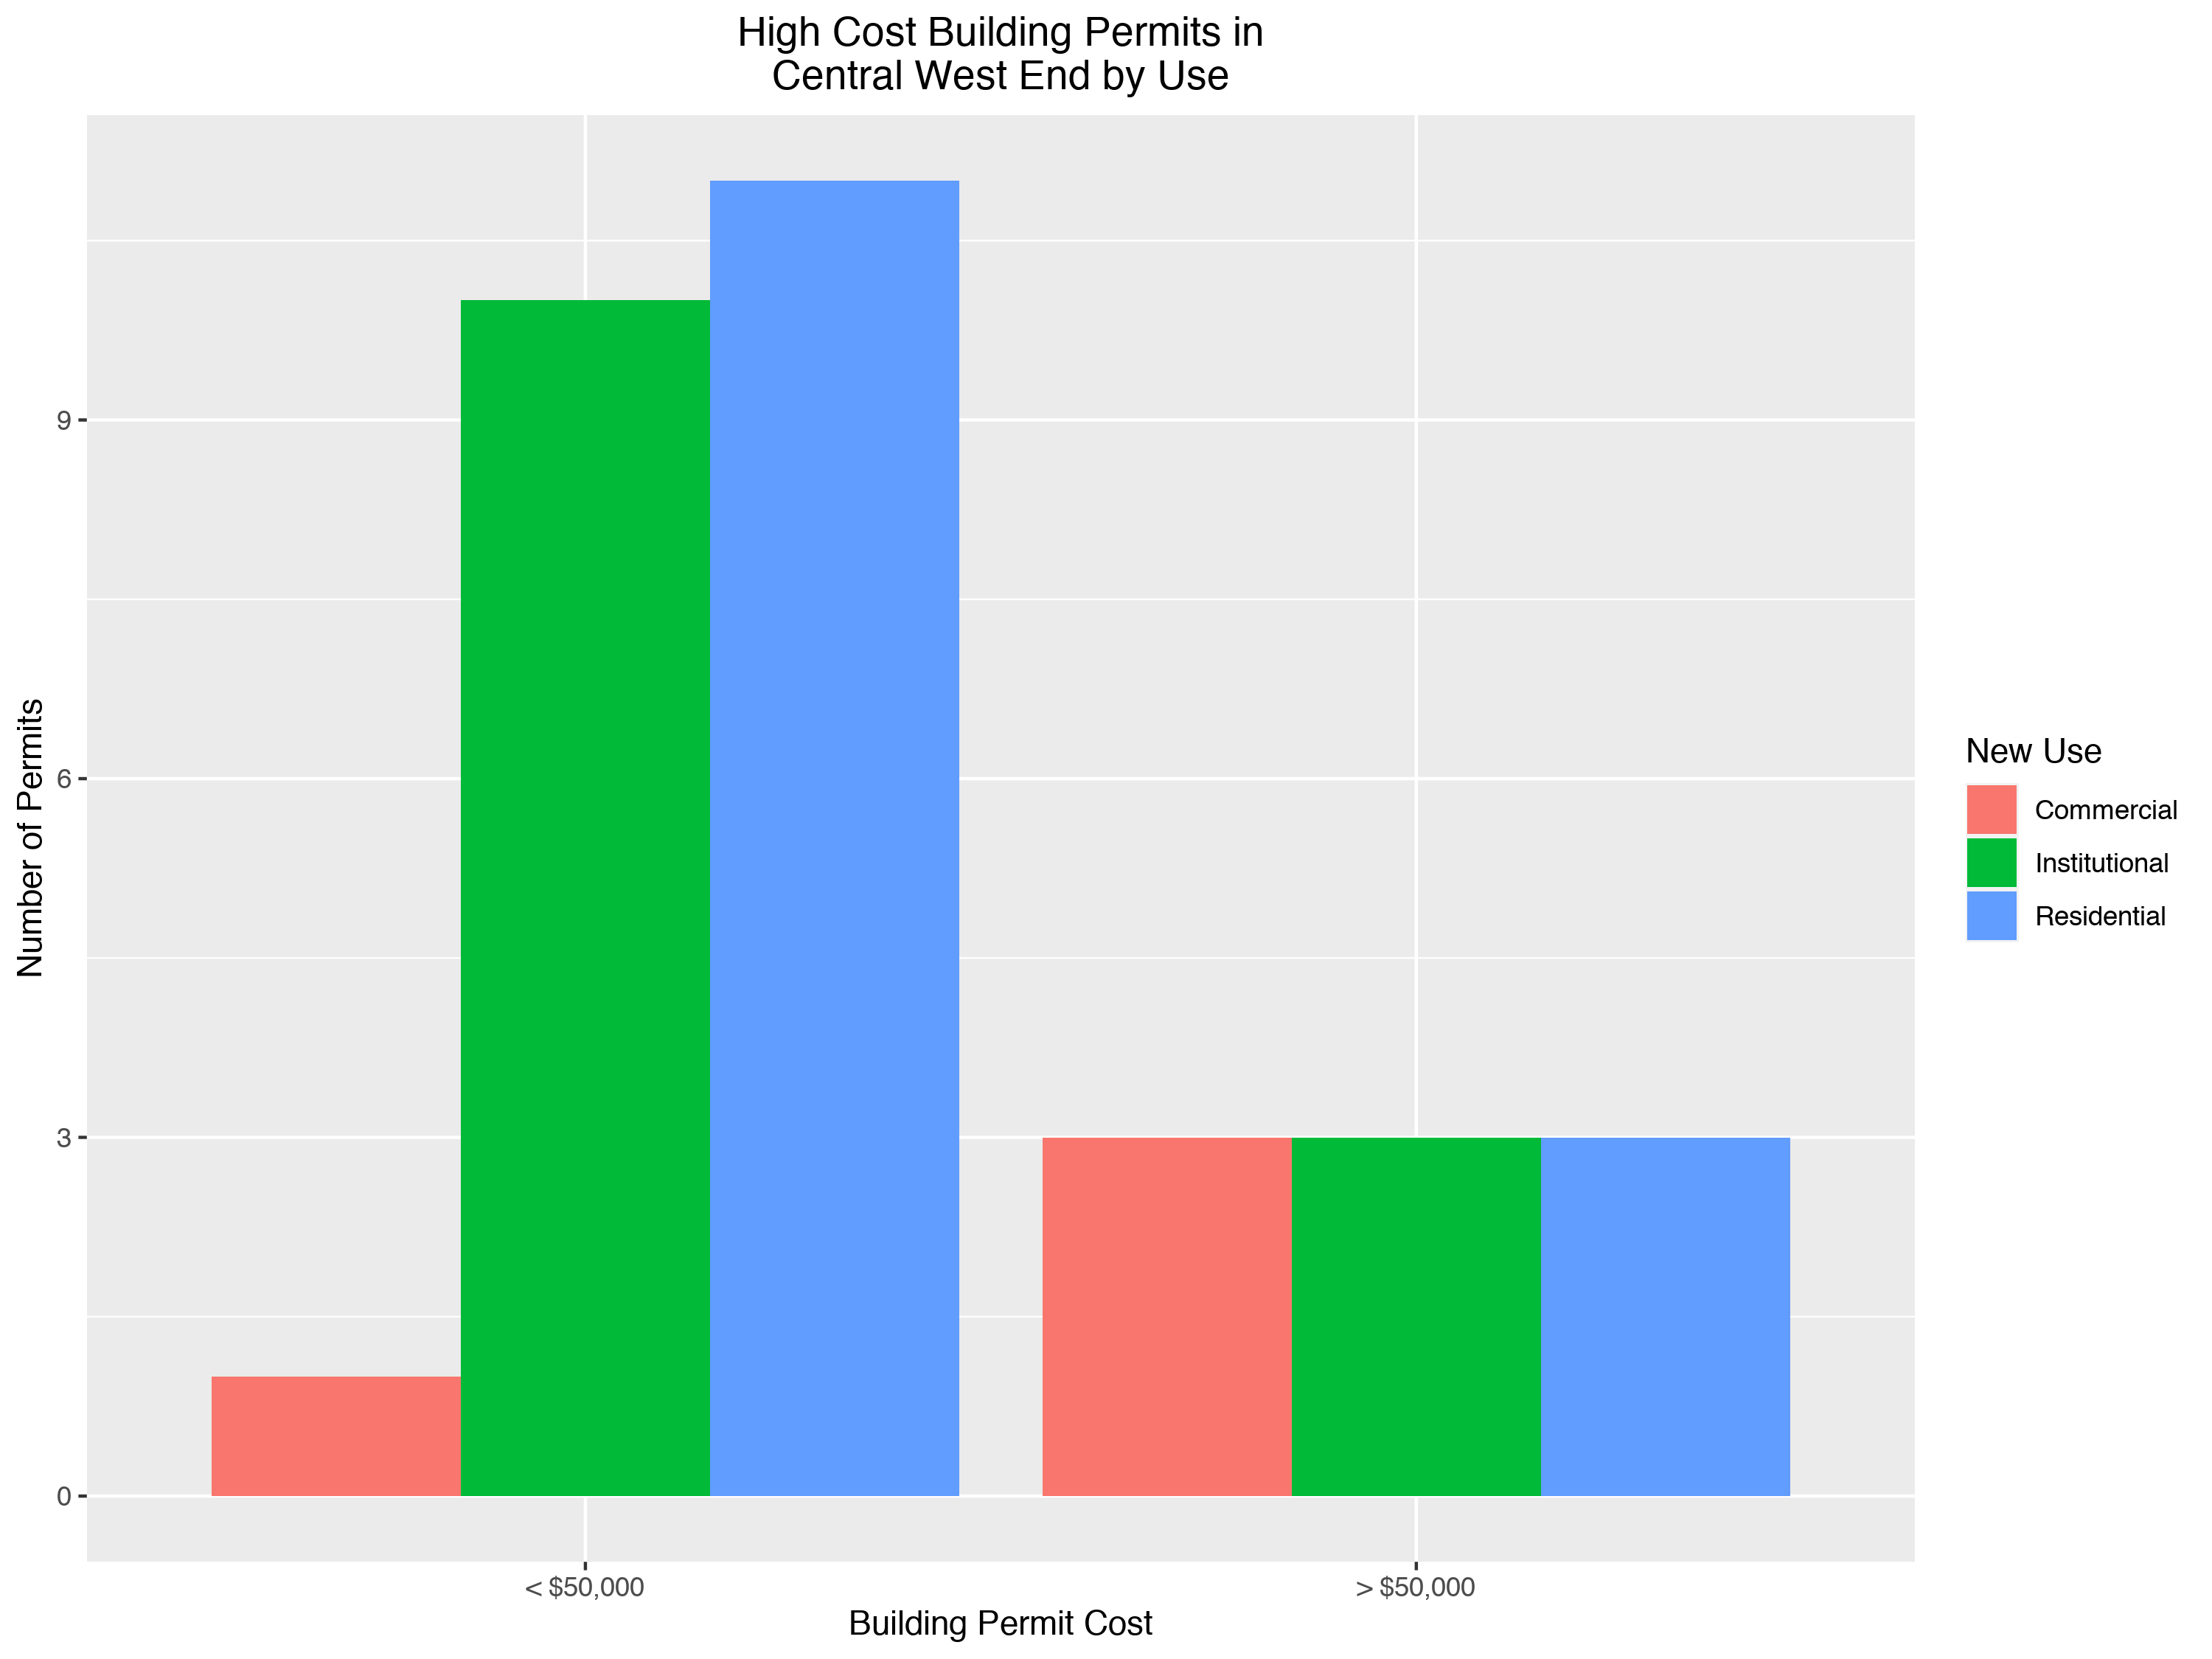 High Cost Building Permits in
Central West End by Use
Number of Permits
9
6
3
0
< $50,000
> $50,000
Building Permit Cost
New Use
Commercial
Institutional
Residential